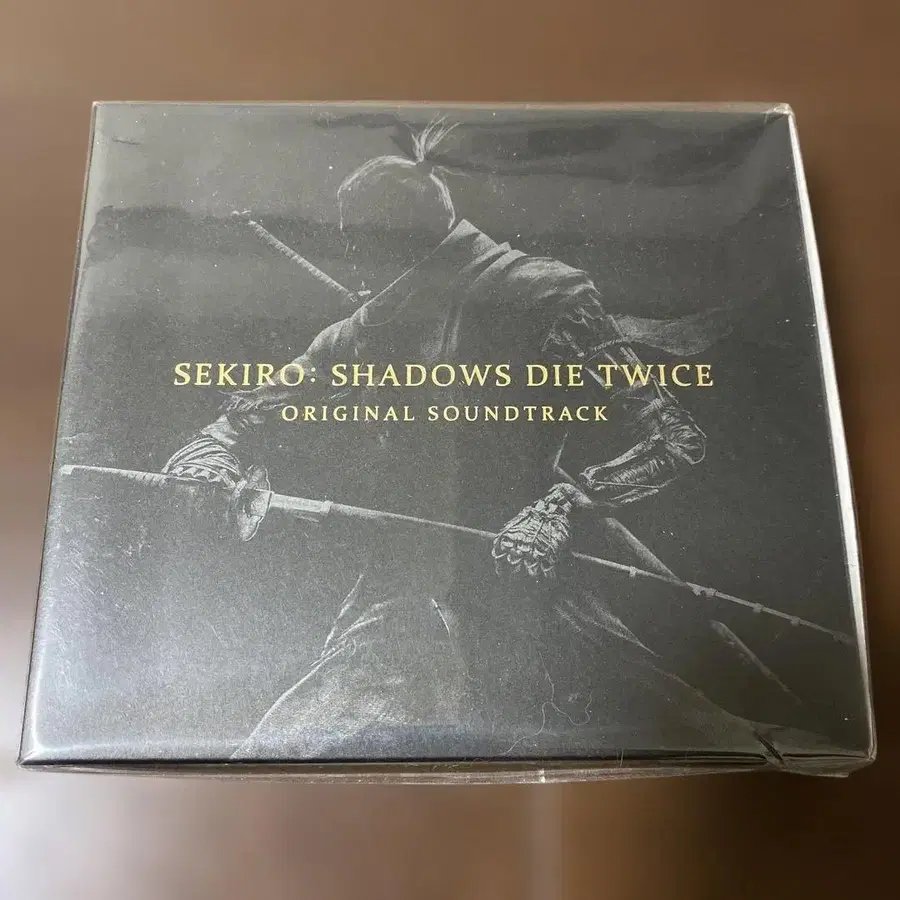 SEKIRO: SHADOWS DIE TWICE
ORIGINAL SOUNDTRACK